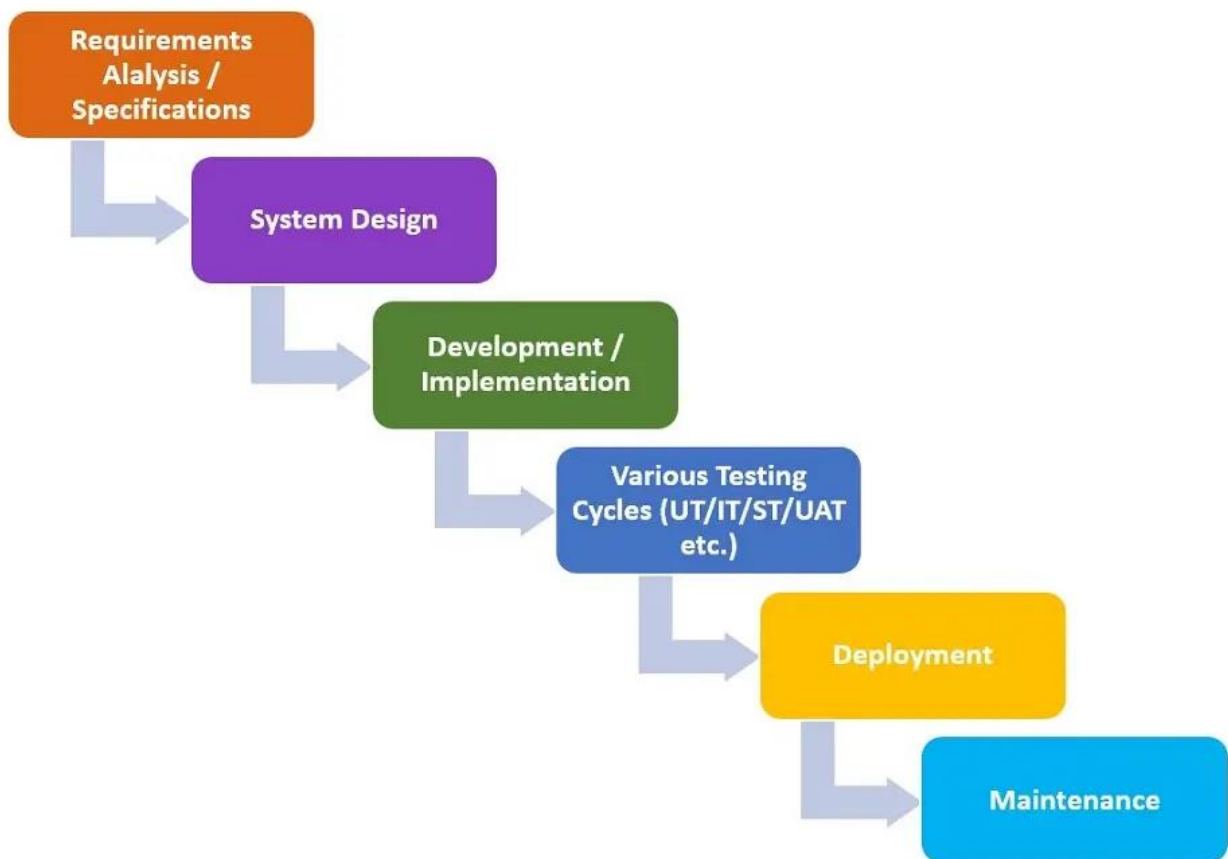 Requirements
Alalysis /
Specifications
System Design
Development /
Implementation
Various Testing
Cycles (UT/IT/ST/UAT
etc.)
Deployment
Maintenance